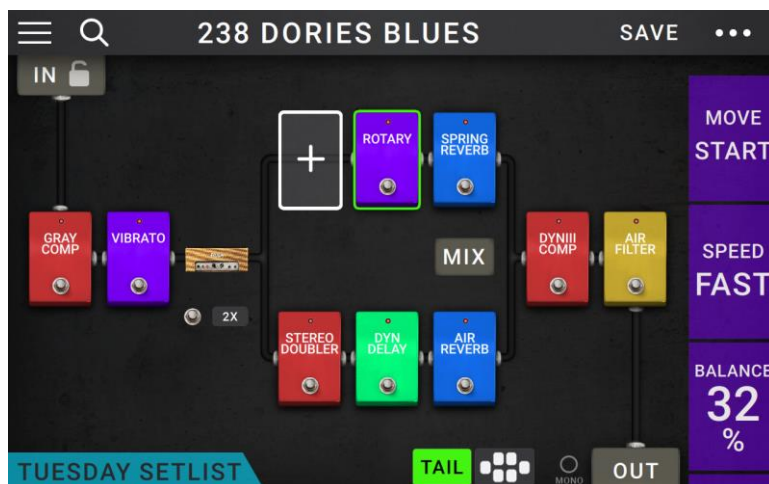 238 DORIES BLUES
SAVE
IN
MOVE
START
ROTARY
SPRING
REVERB
GRAY
COMP
VIBRATO
MIX
DYNIII
COMP
AIR
FILTER
SPEED
FAST
2X
STEREO
DOUBLER
DYN
DELAY
AIR
REVERB
BALANCE
32
%
TUESDAY SETLIST
TAIL
MONO
OUT